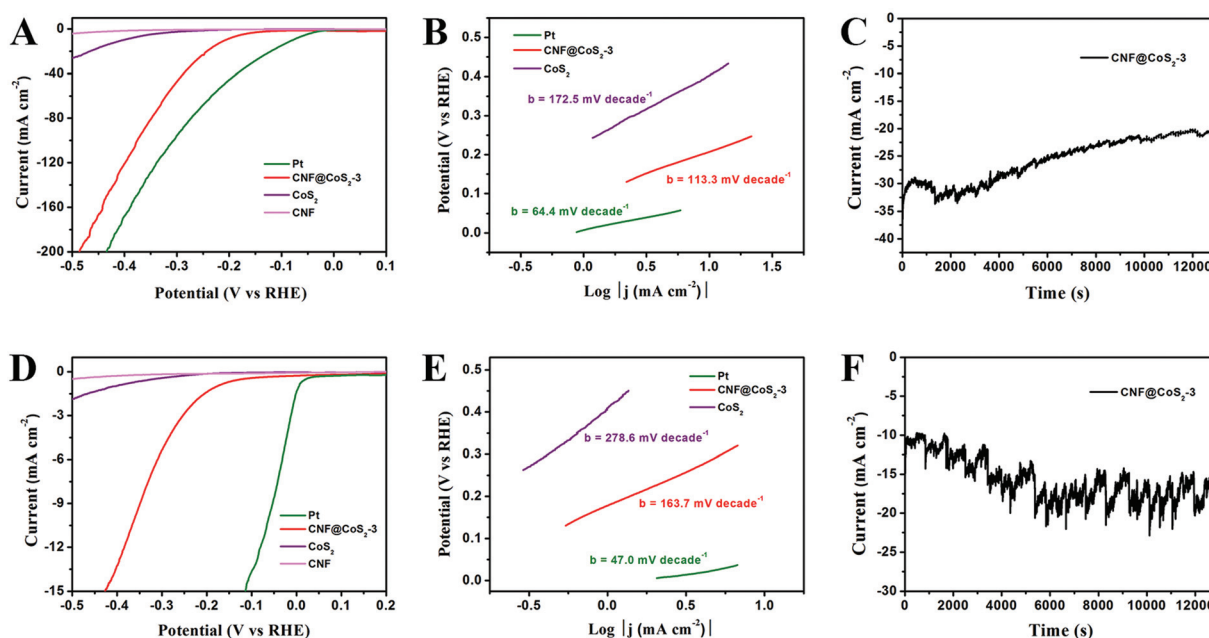 A
0
-40
-80
-120
-160
-200
Current (mA cm⁻²)
-0.5
-0.4
-0.3
-0.2
-0.1
0.0
0.1
Potential (V vs RHE)
Pt
CNF@CoS₂-3
CoS₂
CNF
B
0.5
0.4
0.3
0.2
0.1
0.0
Potential (V vs RHE)
-0.5
0.0
0.5
1.0
1.5
Log |j (mA cm⁻²)|
Pt
CNF@CoS₂-3
CoS₂
b = 172.5 mV decade⁻¹
b = 113.3 mV decade⁻¹
b = 64.4 mV decade⁻¹
C
0
-5
-10
-15
-20
-25
-30
-35
-40
Current (mA cm⁻²)
0
2000
4000
6000
8000
10000
12000
Time (s)
CNF@CoS₂-3
D
0
-3
-6
-9
-12
-15
Current (mA cm⁻²)
-0.5
-0.4
-0.3
-0.2
-0.1
0.0
0.1
0.2
Potential (V vs RHE)
Pt
CNF@CoS₂-3
CoS₂
CNF
E
0.5
0.4
0.3
0.2
0.1
0.0
Potential (V vs RHE)
-0.5
0.0
0.5
1.0
Log |j (mA cm⁻²)|
Pt
CNF@CoS₂-3
CoS₂
b = 278.6 mV decade⁻¹
b = 163.7 mV decade⁻¹
b = 47.0 mV decade⁻¹
F
0
-5
-10
-15
-20
-25
-30
Current (mA cm⁻²)
0
2000
4000
6000
8000
10000
12000
Time (s)
CNF@CoS₂-3